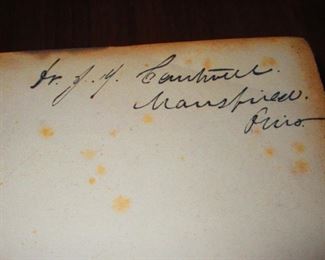 Dr. J. Y. Cantwell.
Mansfield.
Ohio.